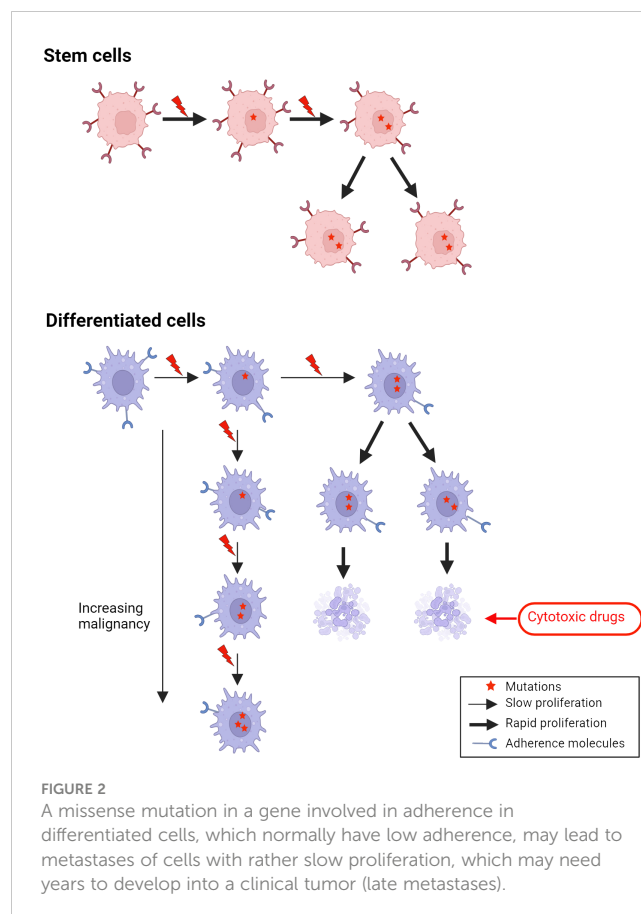 Stem cells
Differentiated cells
Increasing
malignancy
Cytotoxic drugs
Mutations
Slow proliferation
Rapid proliferation
Adherence molecules
FIGURE 2
A missense mutation in a gene involved in adherence in
differentiated cells, which normally have low adherence, may lead to
metastases of cells with rather slow proliferation, which may need
years to develop into a clinical tumor (late metastases).